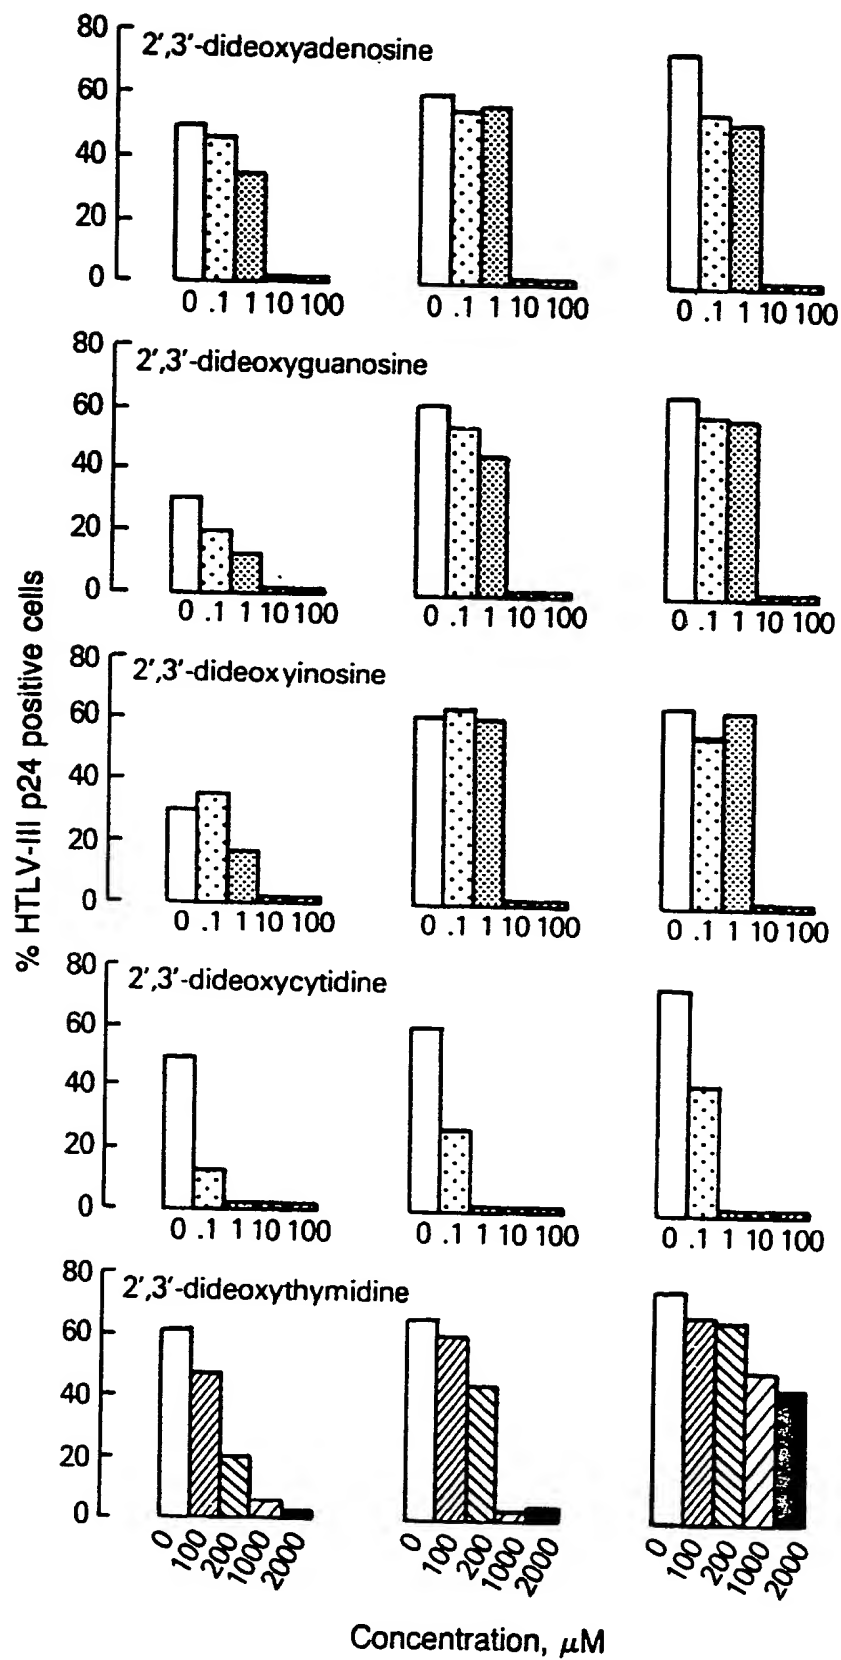 80
2',3'-dideoxyadenosine
60
40
20
0
0 .1 1 10 100
0 .1 1 10 100
0 .1 1 10 100
80
2',3'-dideoxyguanosine
60
40
20
0
0 .1 1 10 100
0 .1 1 10 100
0 .1 1 10 100
% HTLV-III p24 positive cells
80
2',3'-dideoxyinosine
60
40
20
0
0 .1 1 10 100
0 .1 1 10 100
0 .1 1 10 100
80
2',3'-dideoxycytidine
60
40
20
0
0 .1 1 10 100
0 .1 1 10 100
0 .1 1 10 100
80
2',3'-dideoxythymidine
60
40
20
0
0 100 200 1000 2000
0 100 200 1000 2000
0 100 200 1000 2000
Concentration, μM